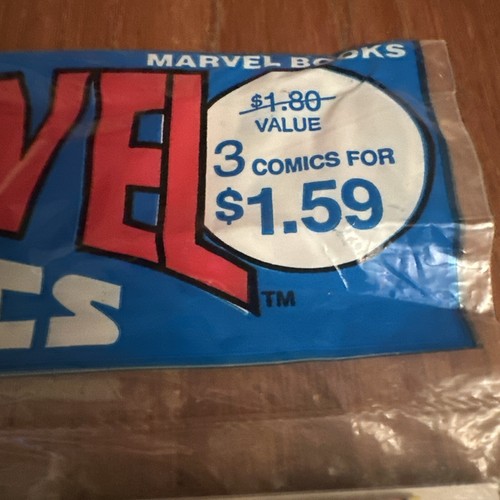 MARVEL BOOKS
VEL
$1.80
VALUE
3 COMICS FOR
$1.59
TM
CS